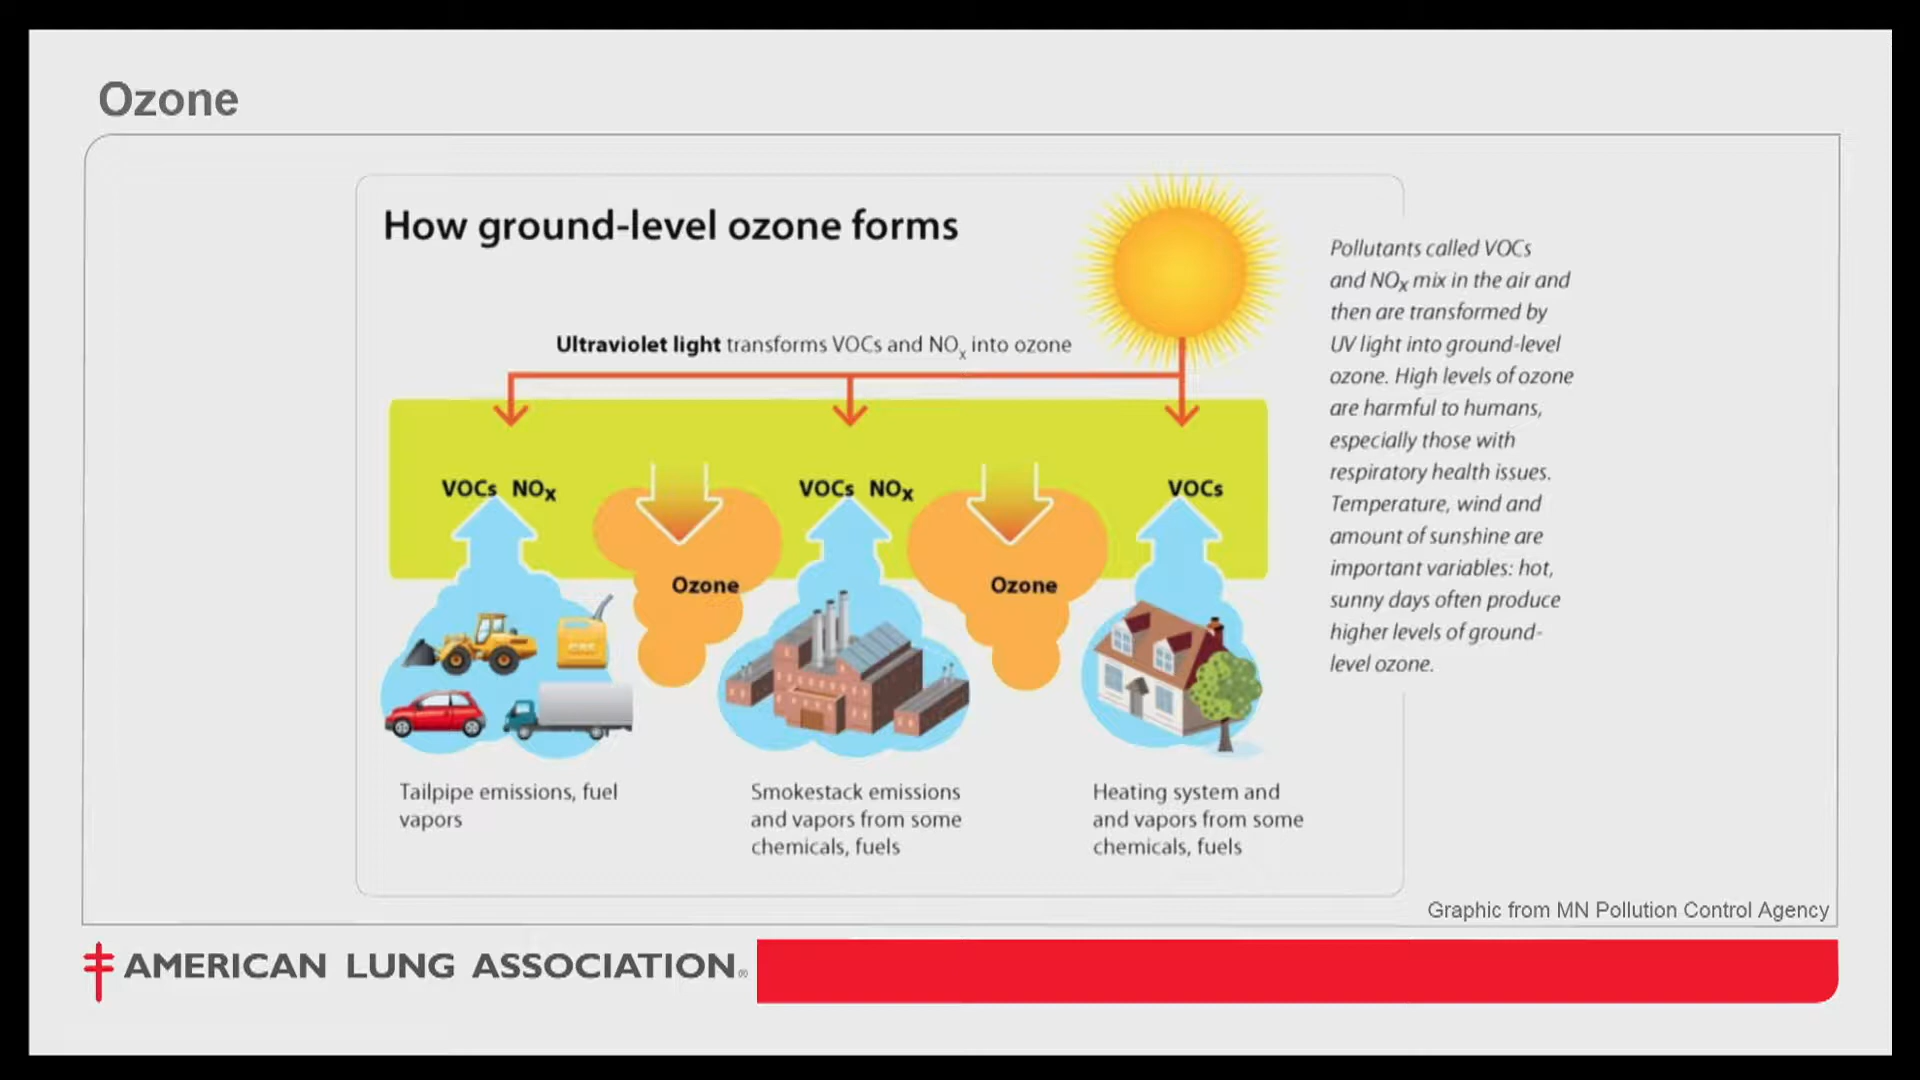 Ozone
How ground-level ozone forms
Ultraviolet light transforms VOCs and NOx into ozone
VOCs NOx
VOCs NOx
VOCs
Ozone
Ozone
GAS
Tailpipe emissions, fuel
vapors
Smokestack emissions
and vapors from some
chemicals, fuels
Heating system and
and vapors from some
chemicals, fuels
Pollutants called VOCs
and NOx mix in the air and
then are transformed by
UV light into ground-level
ozone. High levels of ozone
are harmful to humans,
especially those with
respiratory health issues.
Temperature, wind and
amount of sunshine are
important variables: hot,
sunny days often produce
higher levels of ground-
level ozone.
Graphic from MN Pollution Control Agency
AMERICAN LUNG ASSOCIATION®